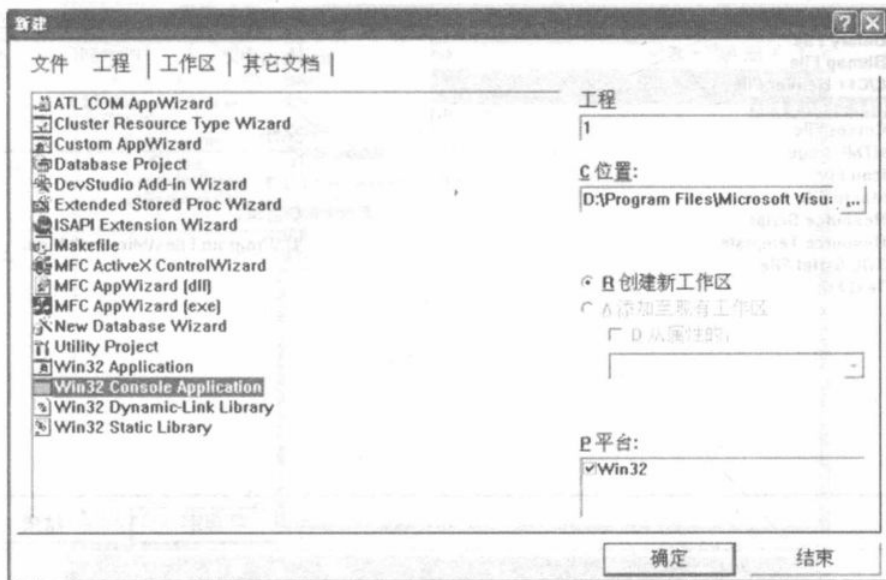 新建
文件 工程 工作区 其它文档
ATL COM AppWizard
Cluster Resource Type Wizard
Custom AppWizard
Database Project
DevStudio Add-in Wizard
Extended Stored Proc Wizard
ISAPI Extension Wizard
Makefile
MFC ActiveX ControlWizard
MFC AppWizard (dll)
MFC AppWizard (exe)
New Database Wizard
Utility Project
Win32 Application
Win32 Console Application
Win32 Dynamic-Link Library
Win32 Static Library
工程
1
C 位置:
D:\Program Files\Microsoft Visu: ...
R 创建新工作区
A 添加至现有工作区
D 从属性的:
P 平台:
Win32
确定 结束